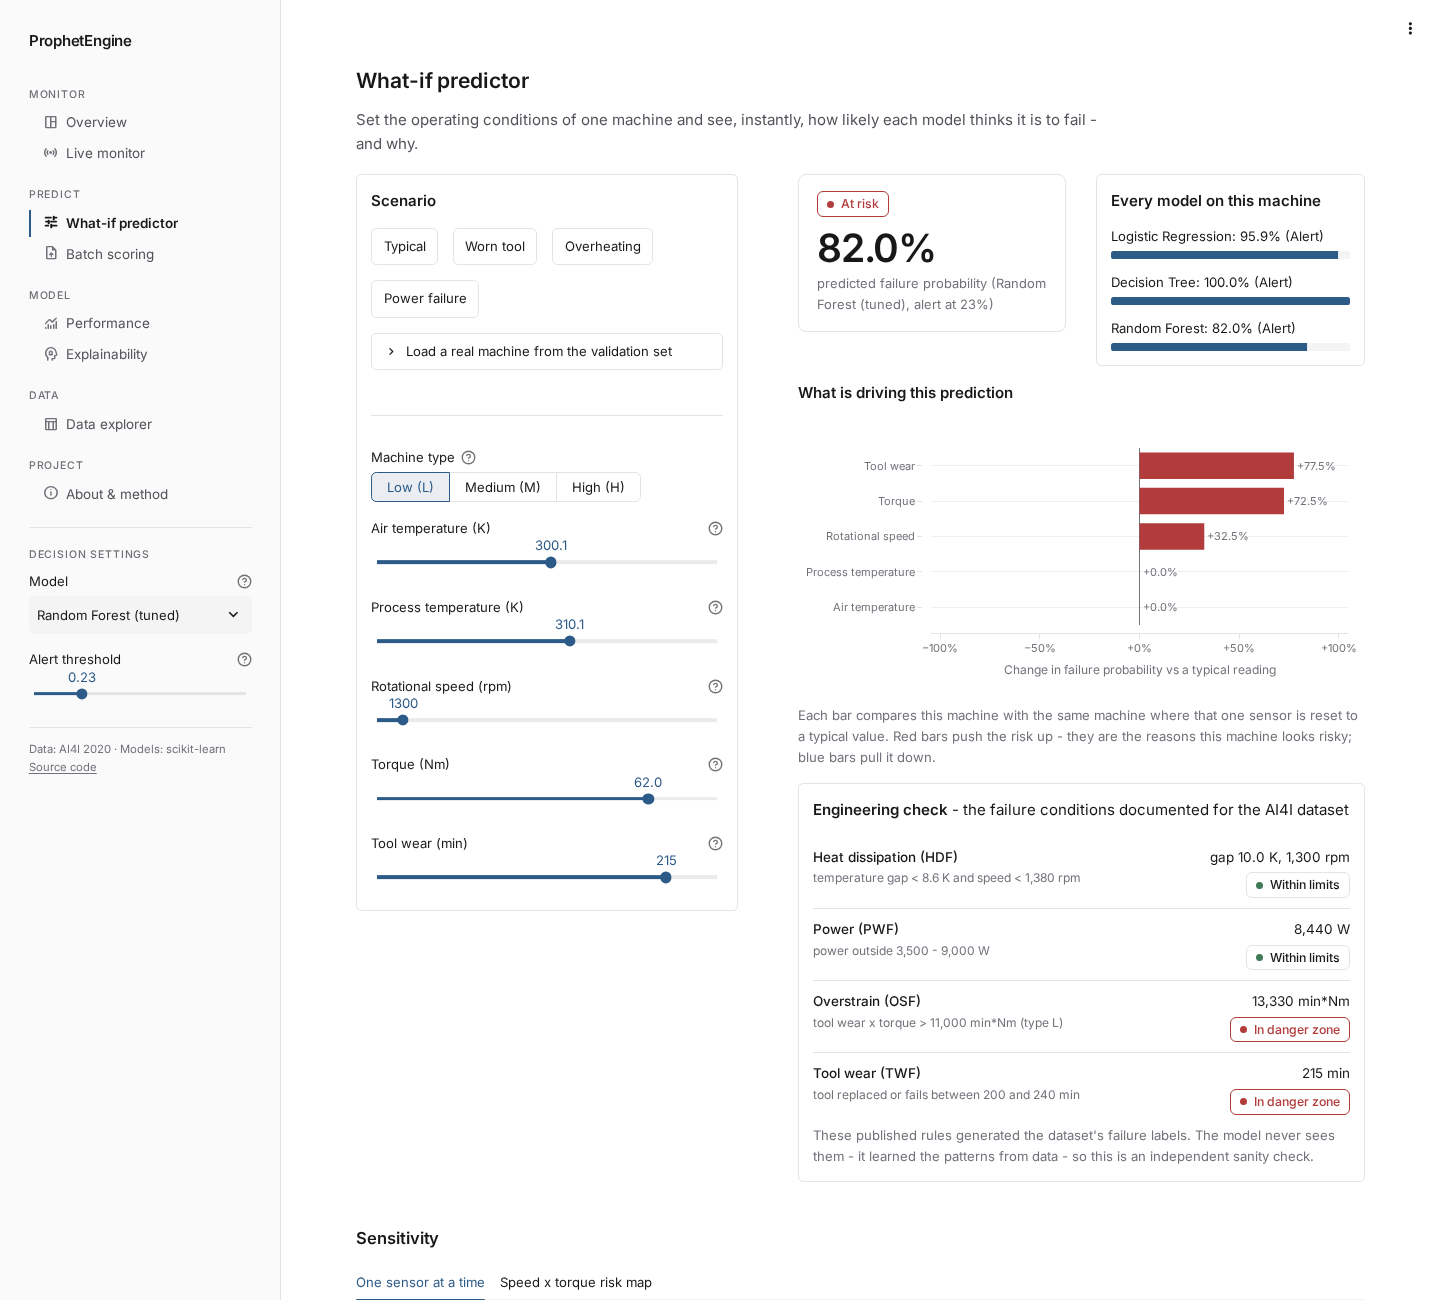 ProphetEngine
MONITOR
Overview
Live monitor
PREDICT
What-if predictor
Batch scoring
MODEL
Performance
Explainability
DATA
Data explorer
PROJECT
About & method
DECISION SETTINGS
Model
Random Forest (tuned)
Alert threshold
0.23
Data: AI4I 2020 · Models: scikit-learn
Source code
What-if predictor
Set the operating conditions of one machine and see, instantly, how likely each model thinks it is to fail -
and why.
Scenario
Typical
Worn tool
Overheating
Power failure
Load a real machine from the validation set
Machine type
Low (L)
Medium (M)
High (H)
Air temperature (K)
300.1
Process temperature (K)
310.1
Rotational speed (rpm)
1300
Torque (Nm)
62.0
Tool wear (min)
215
At risk
82.0%
predicted failure probability (Random
Forest (tuned), alert at 23%)
Every model on this machine
Logistic Regression: 95.9% (Alert)
Decision Tree: 100.0% (Alert)
Random Forest: 82.0% (Alert)
What is driving this prediction
Tool wear
+77.5%
Torque
+72.5%
Rotational speed
+32.5%
Process temperature
+0.0%
Air temperature
+0.0%
−100%
−50%
+0%
+50%
+100%
Change in failure probability vs a typical reading
Each bar compares this machine with the same machine where that one sensor is reset to
a typical value. Red bars push the risk up - they are the reasons this machine looks risky;
blue bars pull it down.
Engineering check - the failure conditions documented for the AI4I dataset
Heat dissipation (HDF)
gap 10.0 K, 1,300 rpm
temperature gap < 8.6 K and speed < 1,380 rpm
Within limits
Power (PWF)
8,440 W
power outside 3,500 - 9,000 W
Within limits
Overstrain (OSF)
13,330 min*Nm
tool wear x torque > 11,000 min*Nm (type L)
In danger zone
Tool wear (TWF)
215 min
tool replaced or fails between 200 and 240 min
In danger zone
These published rules generated the dataset's failure labels. The model never sees
them - it learned the patterns from data - so this is an independent sanity check.
Sensitivity
One sensor at a time
Speed x torque risk map